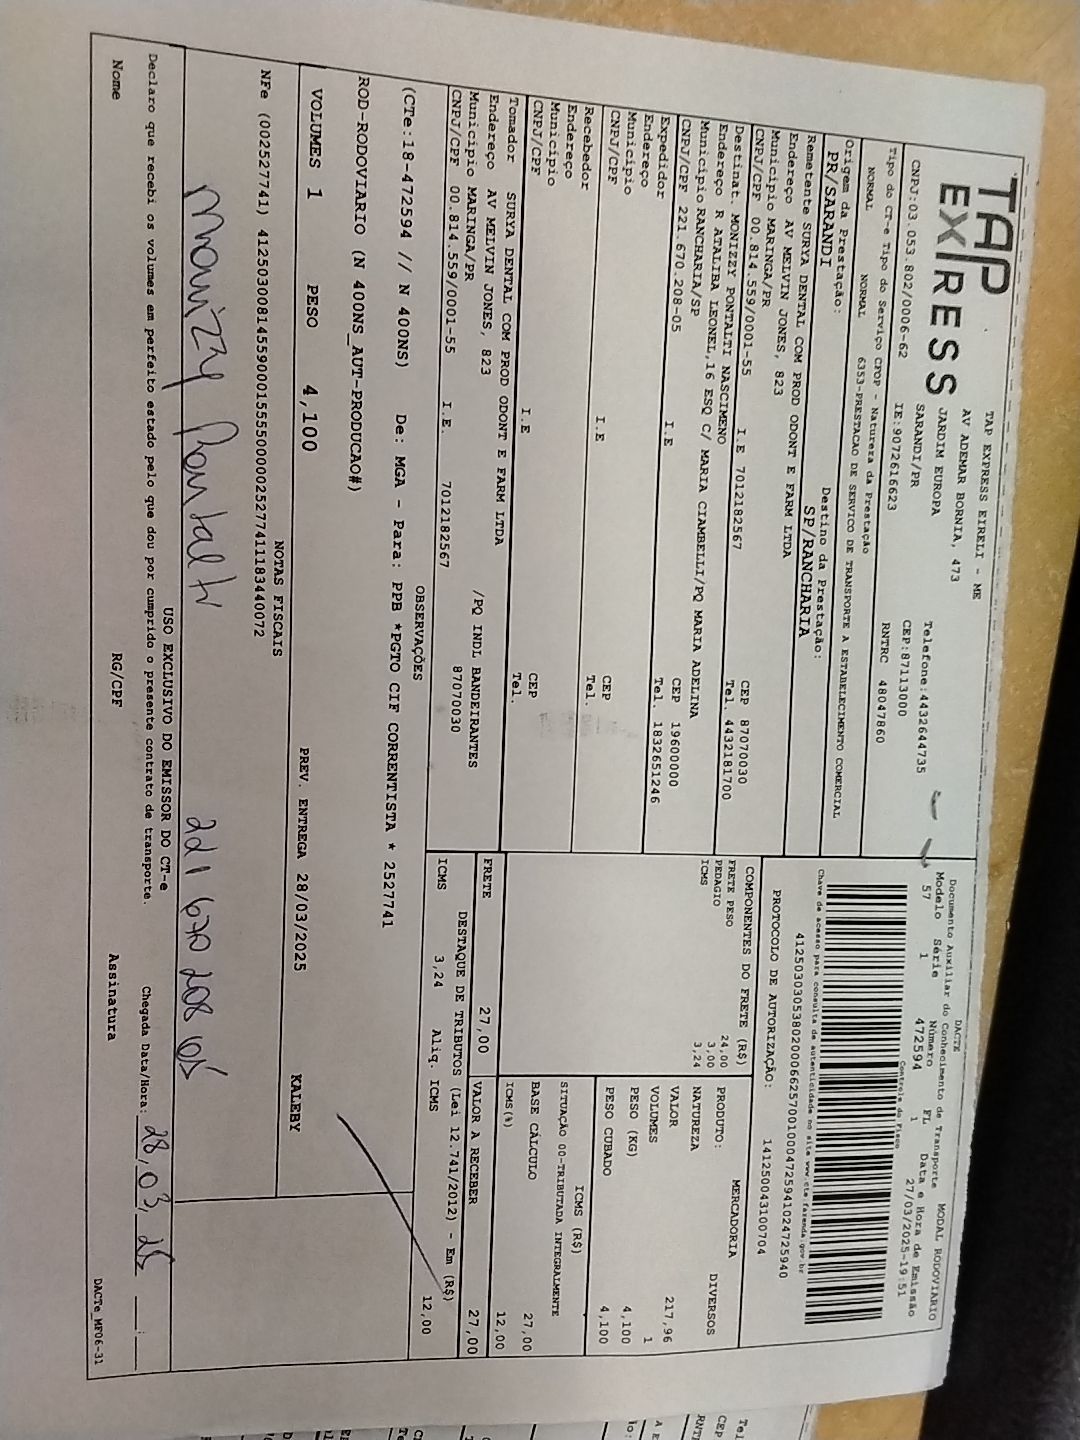 TAP
EXPRESS
TAP EXPRESS EIRELI - ME
AV ADEMAR BORNIA, 473
JARDIM EUROPA
SARANDI/PR
Telefone:4432644735
CEP:87113000
CNPJ:03.053.802/0006-62 IE:9072616623 RNTRC 48047860
Tipo do CT-e Tipo do Serviço CFOP - Natureza da Prestação
NORMAL NORMAL 6353-PRESTACAO DE SERVICO DE TRANSPORTE A ESTABELECIMENTO COMERCIAL
Origem da Prestação: Destino da Prestação:
PR/SARANDI SP/RANCHARIA
Remetente SURYA DENTAL COM PROD ODONT E FARM LTDA
Endereço AV MELVIN JONES, 823
Município MARINGA/PR CEP 87070030
CNPJ/CPF 00.814.559/0001-55 I.E 7012182567 Tel. 4432181700
Destinat. MONIZZY PONTALTI NASCIMENO
Endereço R ATALIBA LEONEL,16 ESQ C/ MARIA CIAMBELLI/PQ MARIA ADELINA
Município RANCHARIA/SP CEP 19600000
CNPJ/CPF 221.670.208-05 I.E Tel. 1832651246
Expedidor
Endereço
Município CEP
CNPJ/CPF I.E Tel.
Recebedor
Endereço
Município CEP
CNPJ/CPF I.E Tel.
Tomador SURYA DENTAL COM PROD ODONT E FARM LTDA
Endereço AV MELVIN JONES, 823 /PQ INDL BANDEIRANTES
Município MARINGA/PR 87070030
CNPJ/CPF 00.814.559/0001-55 I.E. 7012182567
DACTE MODAL RODOVIARIO
Documento Auxiliar do Conhecimento de Transporte
Modelo Série Número FL Data e Hora de Emissão
57 1 472594 1 27/03/2025-19:51
Controle do Fisco
Chave de acesso para consulta de autenticidade no site www.cte.fazenda.gov.br
41250303053802000662570010004725941024725940
PROTOCOLO DE AUTORIZAÇÃO: 141250043100704
COMPONENTES DO FRETE (R$)
FRETE PESO 24,00
PEDAGIO 3,00
ICMS 3,24
FRETE 27,00
MERCADORIA
PRODUTO: DIVERSOS
NATUREZA
VALOR 217,96
VOLUMES 1
PESO (KG) 4,100
PESO CUBADO 4,100
ICMS (R$)
SITUAÇÃO 00-TRIBUTADA INTEGRALMENTE
BASE CÁLCULO 27,00
ICMS(%) 12,00
VALOR A RECEBER 27,00
DESTAQUE DE TRIBUTOS (Lei 12.741/2012) - Em (R$)
ICMS 3,24 Aliq. ICMS 12,00
OBSERVAÇÕES
(CTe:18-472594 // N 400NS) De: MGA - Para: PPB *PGTO CIF CORRENTISTA * 2527741
ROD-RODOVIARIO (N 400NS_AUT-PRODUCAO#)
VOLUMES 1 PESO 4,100 PREV. ENTREGA 28/03/2025 KALEBY
NOTAS FISCAIS
NFe (002527741) 41250300814559000155550000025277411183440072
USO EXCLUSIVO DO EMISSOR DO CT-e
Monizzy Pontalti 221 670 208 05
Declaro que recebi os volumes em perfeito estado pelo que dou por cumprido o presente contrato de transporte. Chegada Data/Hora: 28/03/25 __:__
Nome RG/CPF Assinatura DACTe_MF06-31